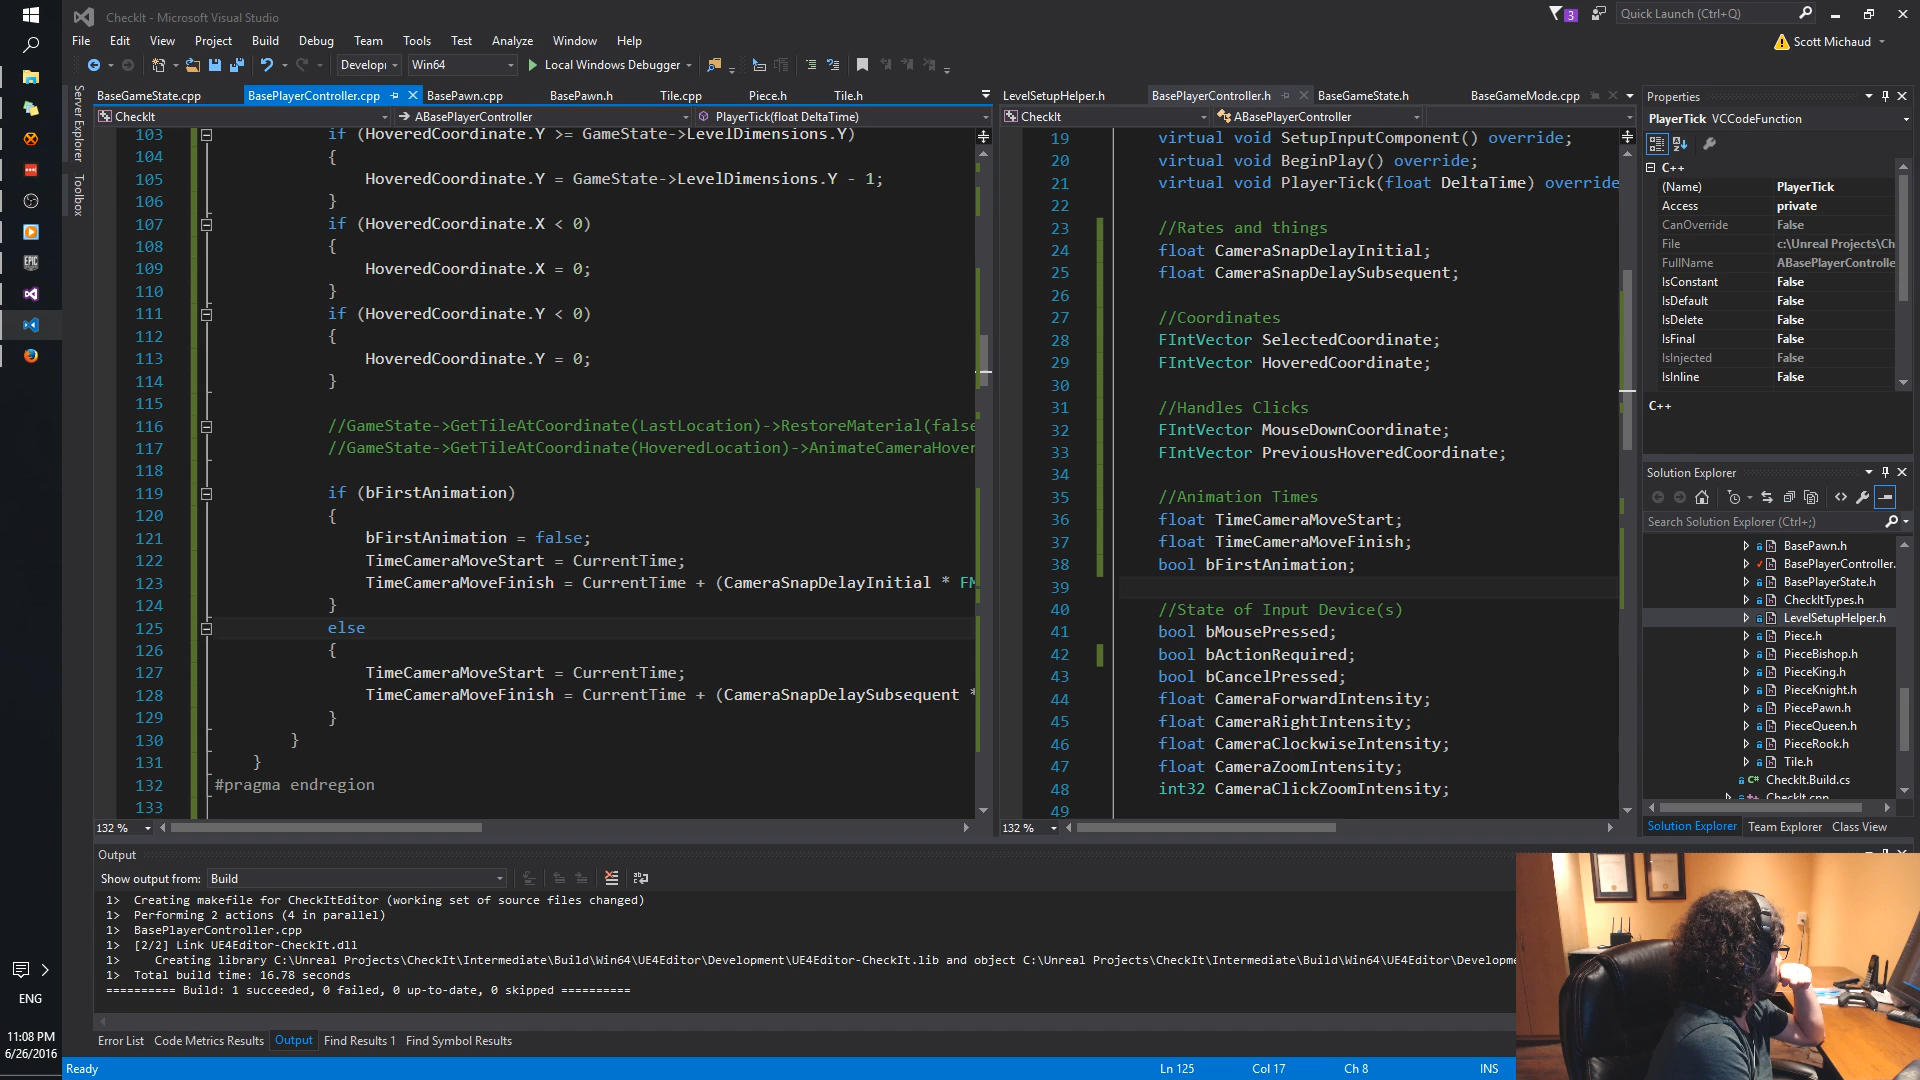 CheckIt - Microsoft Visual Studio
3
Quick Launch (Ctrl+Q)
File Edit View Project Build Debug Team Tools Test Analyze Window Help
Scott Michaud
Win64 Local Windows Debugger
Server Explorer
Toolbox
BaseGameState.cpp BasePlayerController.cpp BasePawn.cpp BasePawn.h Tile.cpp Piece.h Tile.h
CheckIt ABasePlayerController PlayerTick(float DeltaTime)
103 if (HoveredCoordinate.Y >= GameState->LevelDimensions.Y)
104 {
105 HoveredCoordinate.Y = GameState->LevelDimensions.Y - 1;
106 }
107 if (HoveredCoordinate.X < 0)
108 {
109 HoveredCoordinate.X = 0;
110 }
111 if (HoveredCoordinate.Y < 0)
112 {
113 HoveredCoordinate.Y = 0;
114 }
115
116 //GameState->GetTileAtCoordinate(LastLocation)->RestoreMaterial(false
117 //GameState->GetTileAtCoordinate(HoveredLocation)->AnimateCameraHover
118
119 if (bFirstAnimation)
120 {
121 bFirstAnimation = false;
122 TimeCameraMoveStart = CurrentTime;
123 TimeCameraMoveFinish = CurrentTime + (CameraSnapDelayInitial * FM
124 }
125 else
126 {
127 TimeCameraMoveStart = CurrentTime;
128 TimeCameraMoveFinish = CurrentTime + (CameraSnapDelaySubsequent *
129 }
130 }
131 }
132 #pragma endregion
133
132 %
LevelSetupHelper.h BasePlayerController.h BaseGameState.h BaseGameMode.cpp
CheckIt ABasePlayerController
19 virtual void SetupInputComponent() override;
20 virtual void BeginPlay() override;
21 virtual void PlayerTick(float DeltaTime) override
22
23 //Rates and things
24 float CameraSnapDelayInitial;
25 float CameraSnapDelaySubsequent;
26
27 //Coordinates
28 FIntVector SelectedCoordinate;
29 FIntVector HoveredCoordinate;
30
31 //Handles Clicks
32 FIntVector MouseDownCoordinate;
33 FIntVector PreviousHoveredCoordinate;
34
35 //Animation Times
36 float TimeCameraMoveStart;
37 float TimeCameraMoveFinish;
38 bool bFirstAnimation;
39
40 //State of Input Device(s)
41 bool bMousePressed;
42 bool bActionRequired;
43 bool bCancelPressed;
44 float CameraForwardIntensity;
45 float CameraRightIntensity;
46 float CameraClockwiseIntensity;
47 float CameraZoomIntensity;
48 int32 CameraClickZoomIntensity;
49
132 %
Properties
PlayerTick VCCodeFunction
C++
(Name) PlayerTick
Access private
CanOverride False
File c:\Unreal Projects\Ch
FullName ABasePlayerControlle
IsConstant False
IsDefault False
IsDelete False
IsFinal False
IsInjected False
IsInline False
C++
Solution Explorer
Search Solution Explorer (Ctrl+;)
BasePawn.h
BasePlayerController.
BasePlayerState.h
CheckItTypes.h
LevelSetupHelper.h
Piece.h
PieceBishop.h
PieceKing.h
PieceKnight.h
PiecePawn.h
PieceQueen.h
PieceRook.h
Tile.h
CheckIt.Build.cs
CheckIt.cpp
Solution Explorer Team Explorer Class View
Output
Show output from: Build
1> Creating makefile for CheckItEditor (working set of source files changed)
1> Performing 2 actions (4 in parallel)
1> BasePlayerController.cpp
1> [2/2] Link UE4Editor-CheckIt.dll
1> Creating library C:\Unreal Projects\CheckIt\Intermediate\Build\Win64\UE4Editor\Development\UE4Editor-CheckIt.lib and object C:\Unreal Projects\CheckIt\Intermediate\Build\Win64\UE4Editor\Developme
1> Total build time: 16.78 seconds
========== Build: 1 succeeded, 0 failed, 0 up-to-date, 0 skipped ==========
Error List Code Metrics Results Output Find Results 1 Find Symbol Results
Ready Ln 125 Col 17 Ch 8 INS
EPIC
ENG
11:08 PM
6/26/2016